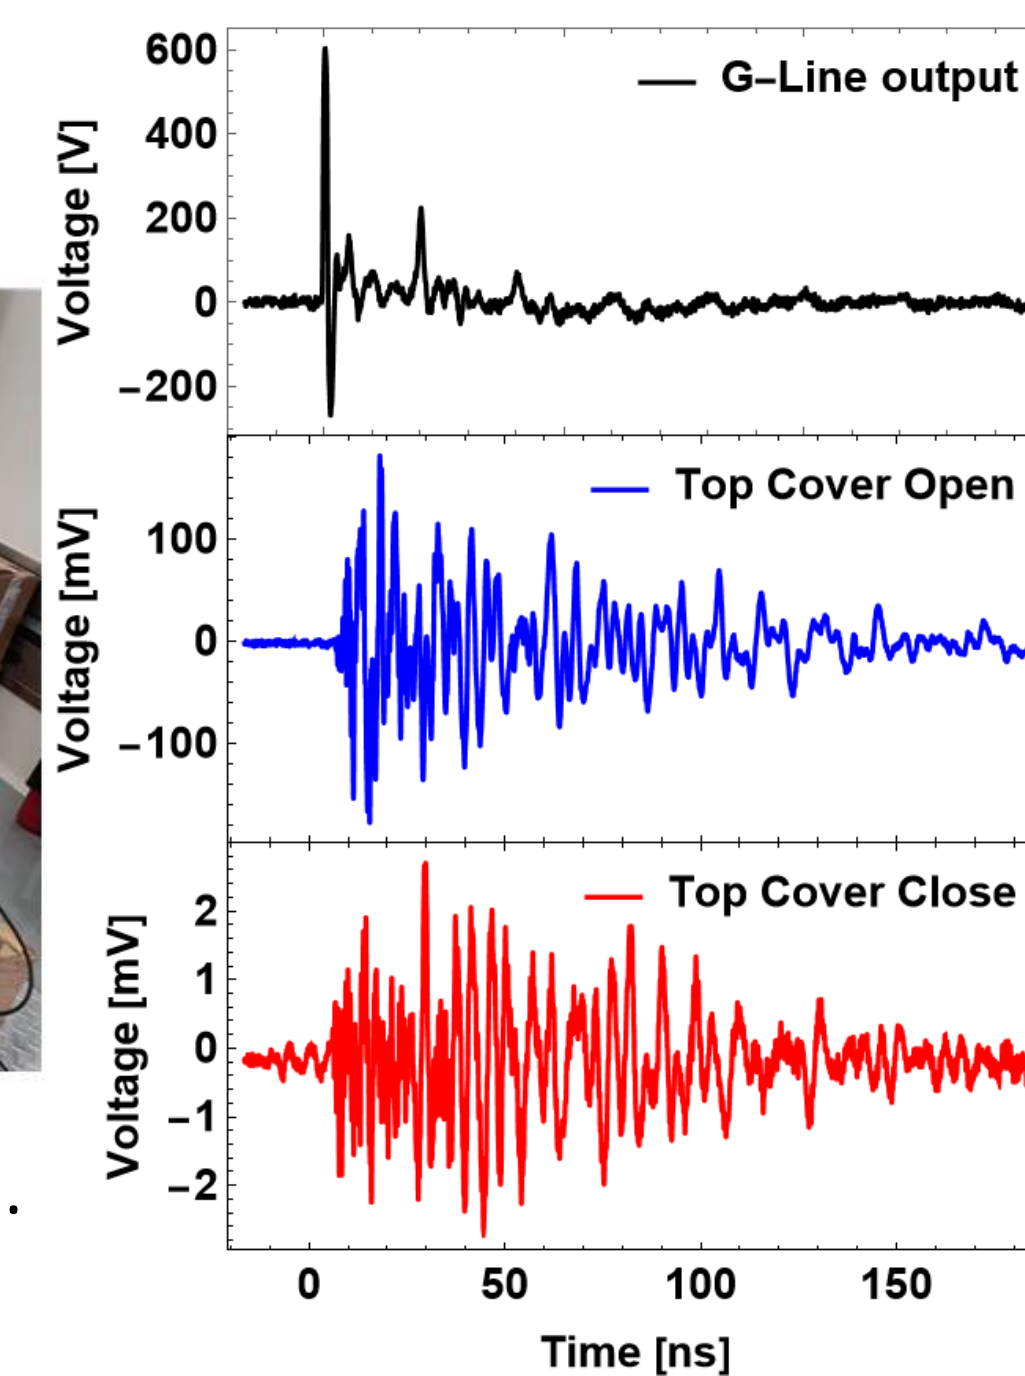 600
400
200
0
−200
Voltage [V]
G−Line output
100
0
−100
Voltage [mV]
Top Cover Open
2
1
0
−1
−2
Voltage [mV]
Top Cover Close
.
0 50 100 150
Time [ns]